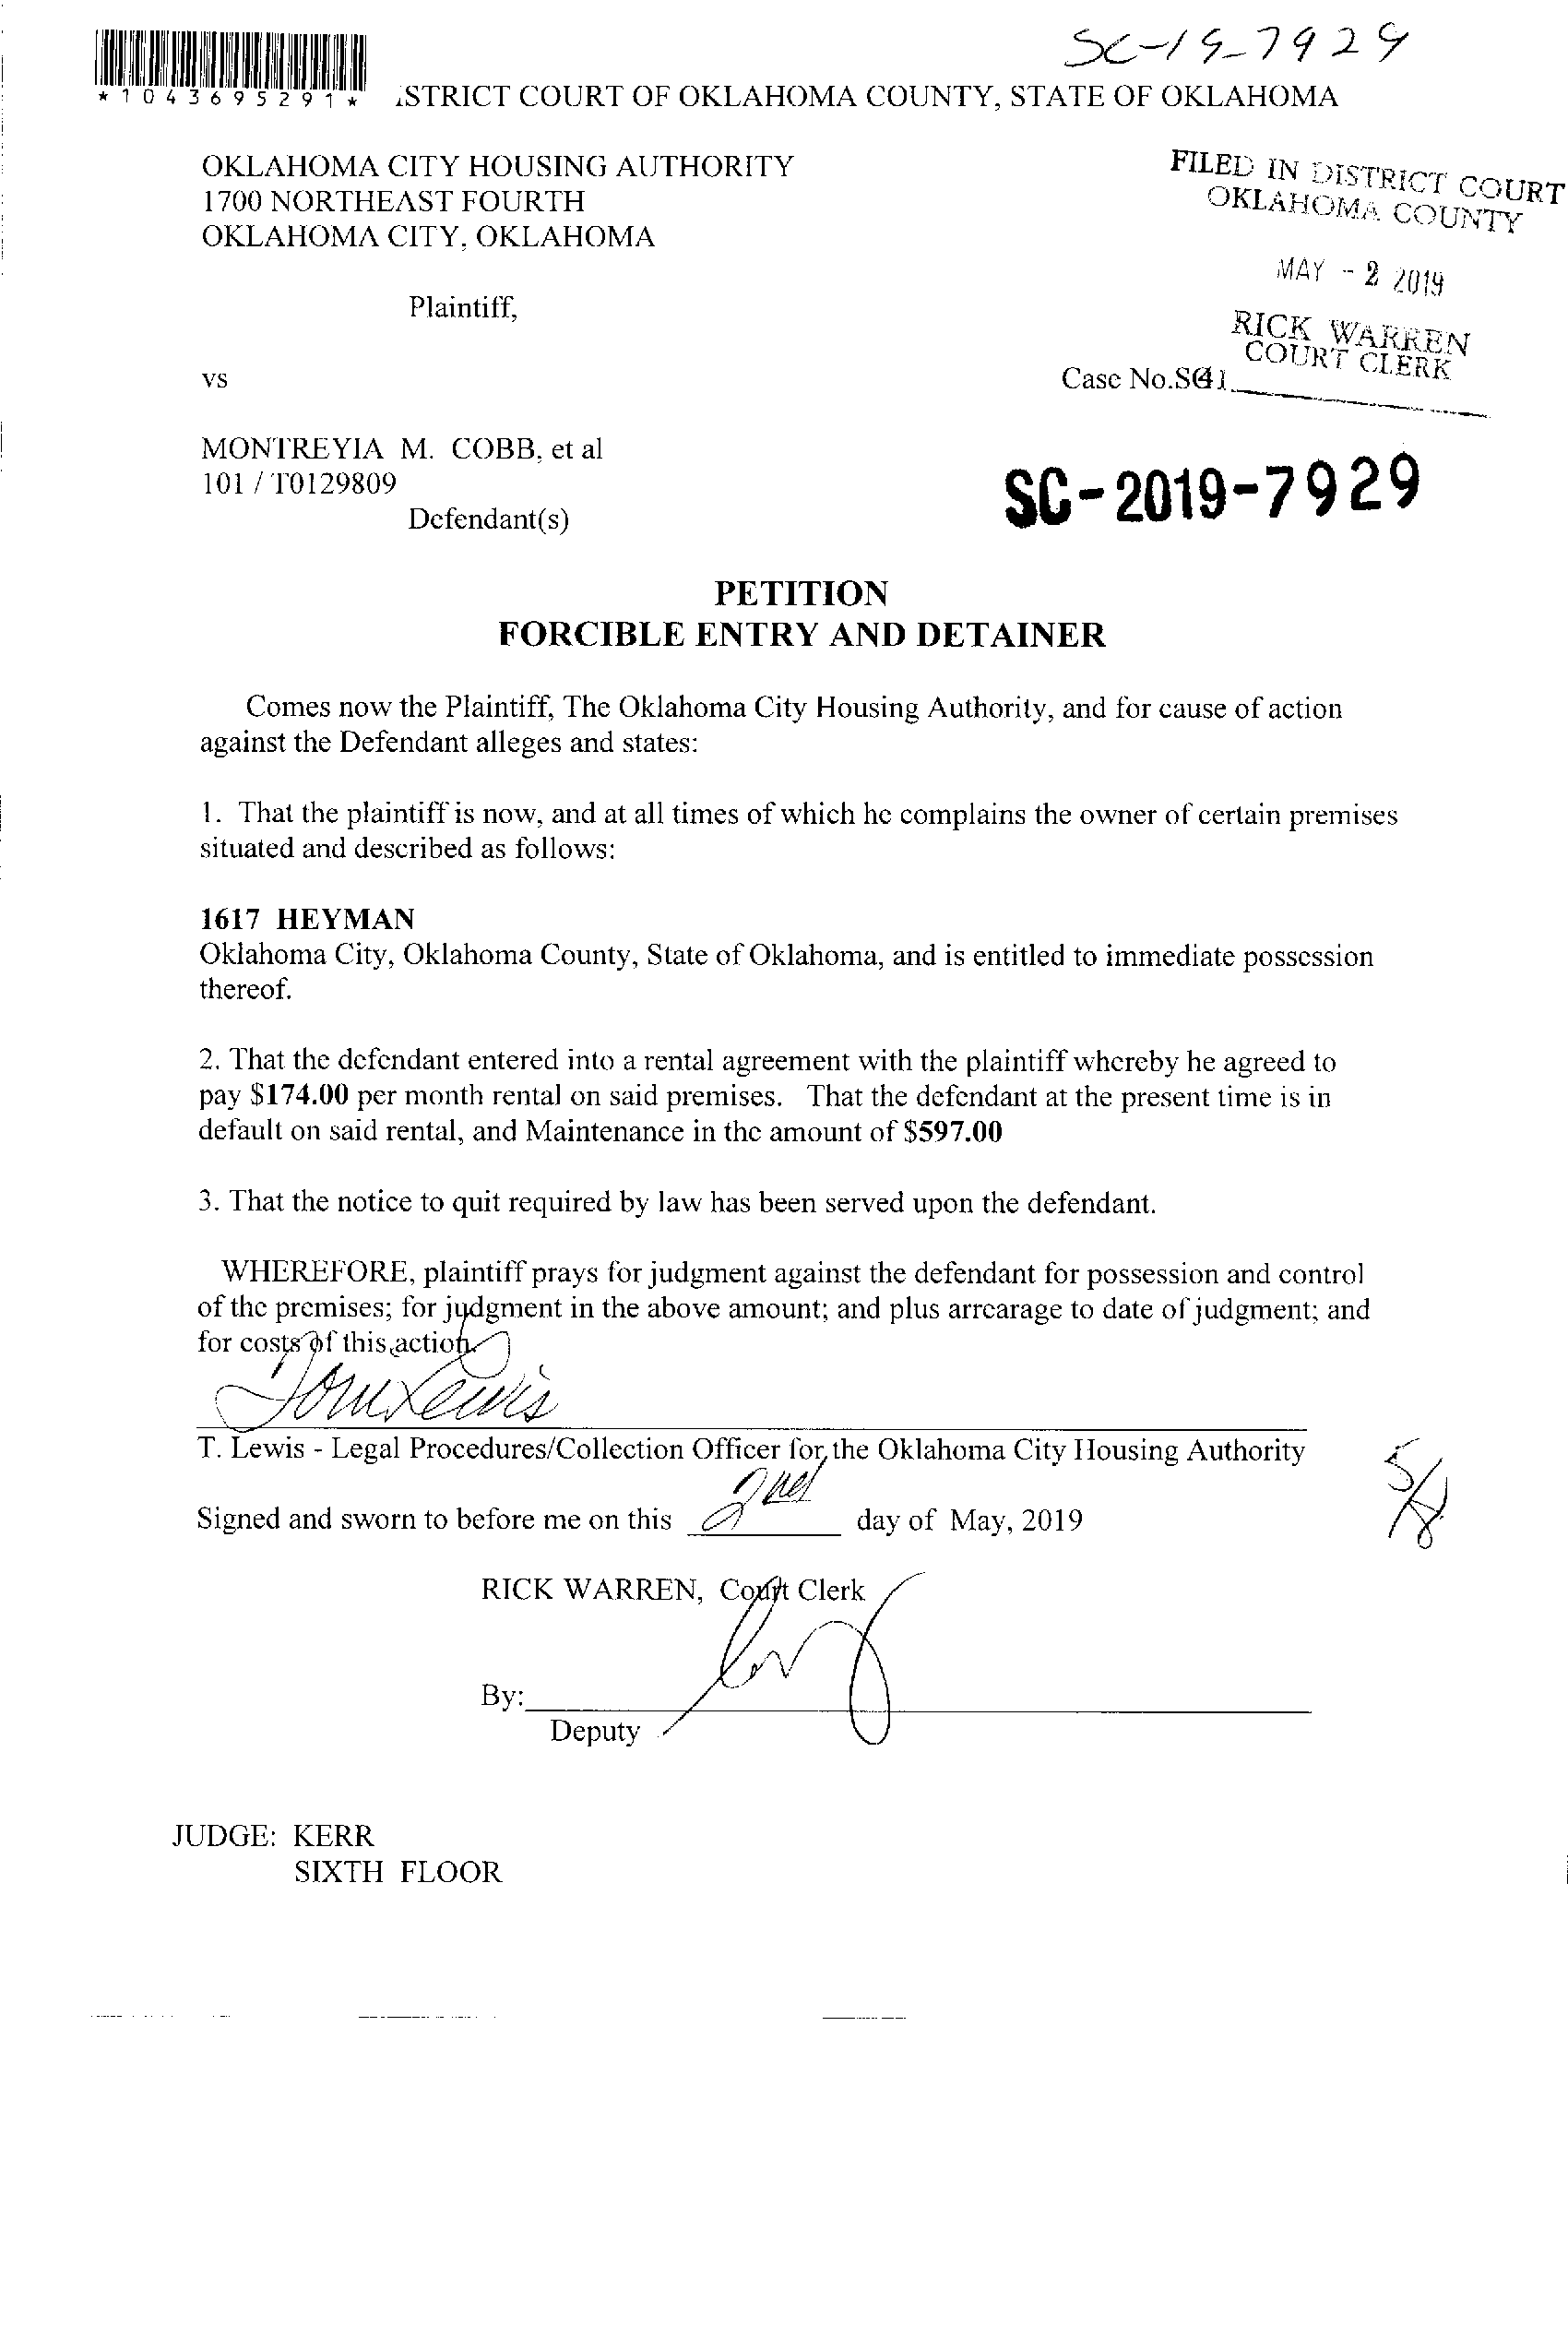 SC-19-7929
*1043695291*
.STRICT COURT OF OKLAHOMA COUNTY, STATE OF OKLAHOMA
OKLAHOMA CITY HOUSING AUTHORITY
1700 NORTHEAST FOURTH
OKLAHOMA CITY, OKLAHOMA
FILED IN DISTRICT COURT
OKLAHOMA COUNTY
MAY - 2 2019
Plaintiff,
RICK WARREN
COURT CLERK
vs
Case No.
41
MONTREYIA M. COBB, et al
101 / T0129809
SC-2019-7929
Defendant(s)
PETITION
FORCIBLE ENTRY AND DETAINER
Comes now the Plaintiff, The Oklahoma City Housing Authority, and for cause of action
against the Defendant alleges and states:
1. That the plaintiff is now, and at all times of which he complains the owner of certain premises
situated and described as follows:
1617 HEYMAN
Oklahoma City, Oklahoma County, State of Oklahoma, and is entitled to immediate possession
thereof.
2. That the defendant entered into a rental agreement with the plaintiff whereby he agreed to
pay $174.00 per month rental on said premises. That the defendant at the present time is in
default on said rental, and Maintenance in the amount of $597.00
3. That the notice to quit required by law has been served upon the defendant.
WHEREFORE, plaintiff prays for judgment against the defendant for possession and control
of the premises; for judgment in the above amount; and plus arrearage to date of judgment; and
for costs of this action.
T. Lewis - Legal Procedures/Collection Officer for the Oklahoma City Housing Authority
Signed and sworn to before me on this 2nd day of May, 2019
RICK WARREN, Court Clerk
By:
Deputy
JUDGE: KERR
SIXTH FLOOR